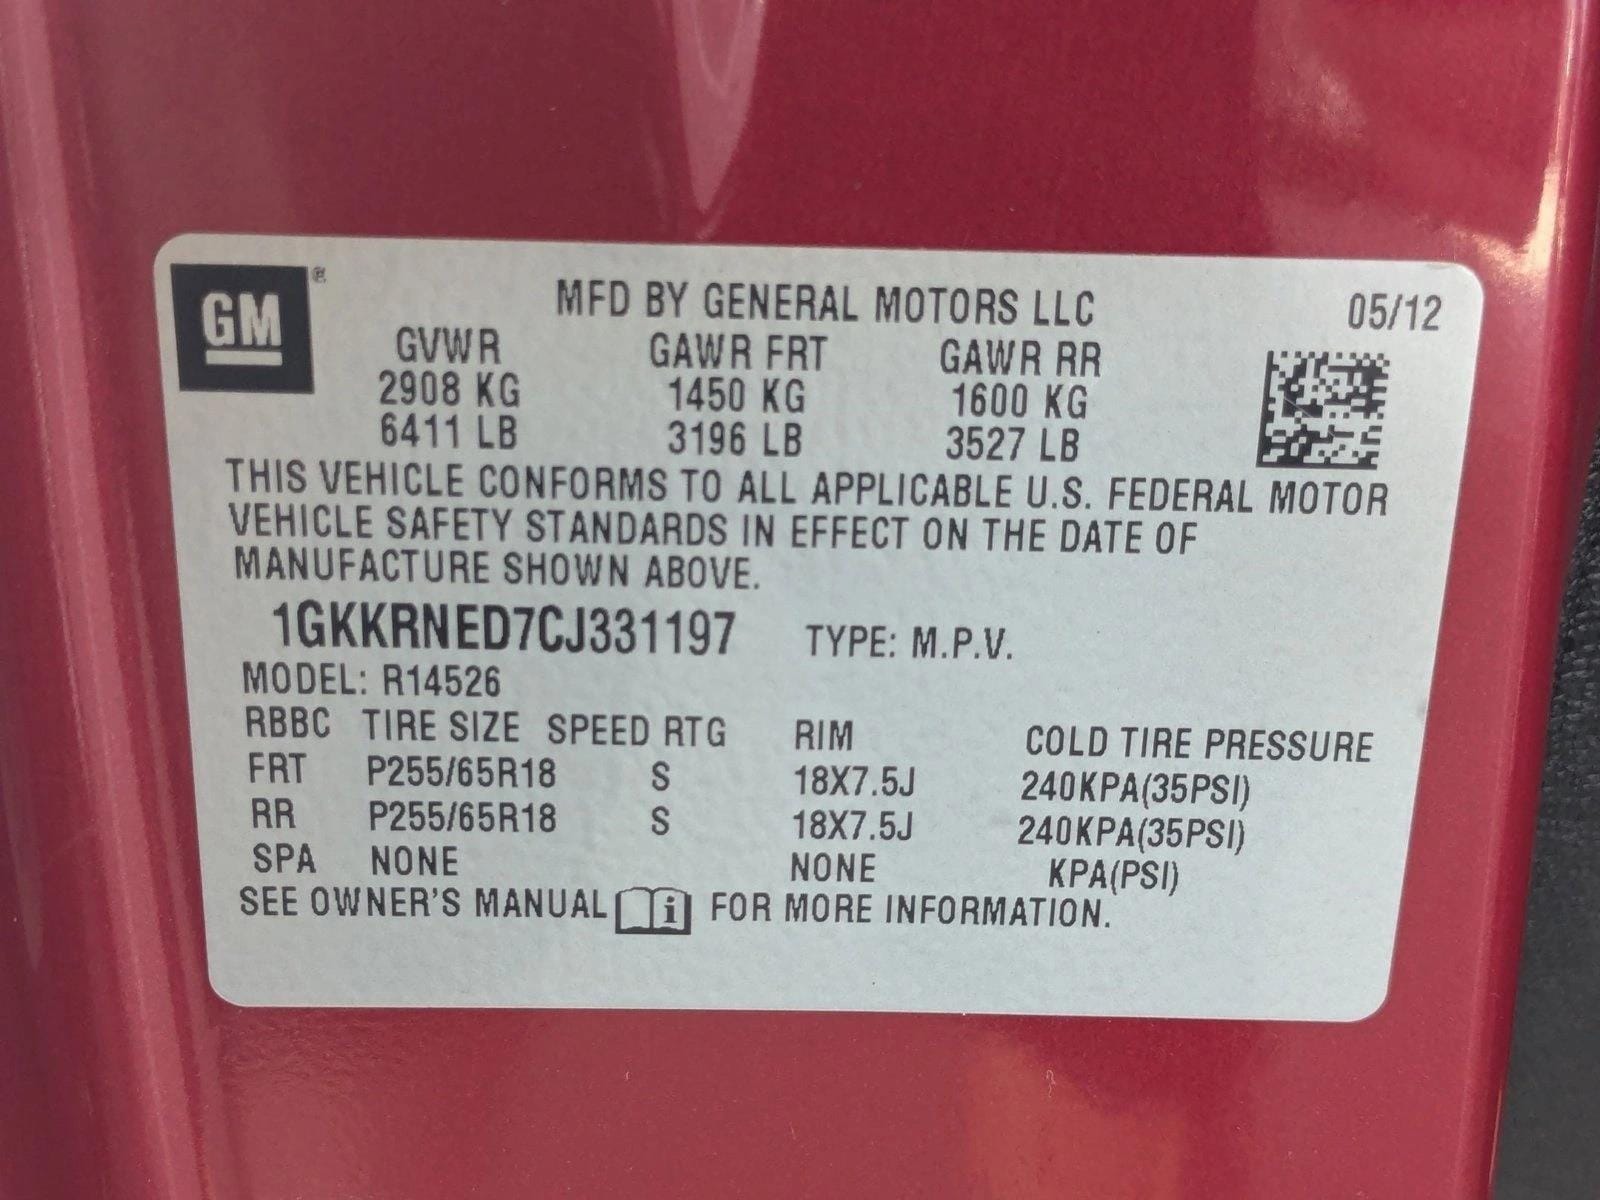 GM®
MFD BY GENERAL MOTORS LLC 05/12
GVWR GAWR FRT GAWR RR
2908 KG 1450 KG 1600 KG
6411 LB 3196 LB 3527 LB
THIS VEHICLE CONFORMS TO ALL APPLICABLE U.S. FEDERAL MOTOR
VEHICLE SAFETY STANDARDS IN EFFECT ON THE DATE OF
MANUFACTURE SHOWN ABOVE.
1GKKRNED7CJ331197 TYPE: M.P.V.
MODEL: R14526
RBBC TIRE SIZE SPEED RTG RIM COLD TIRE PRESSURE
FRT P255/65R18 S 18X7.5J 240KPA(35PSI)
RR P255/65R18 S 18X7.5J 240KPA(35PSI)
SPA NONE NONE KPA(PSI)
SEE OWNER'S MANUAL i FOR MORE INFORMATION.